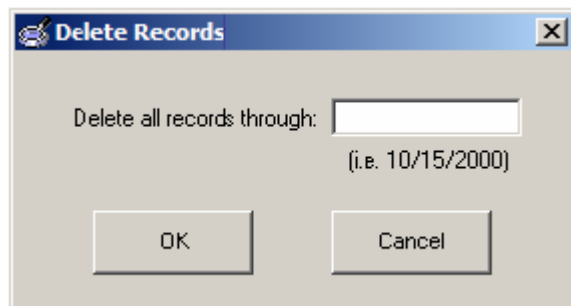 Delete Records
Delete all records through:
(i.e. 10/15/2000)
OK
Cancel